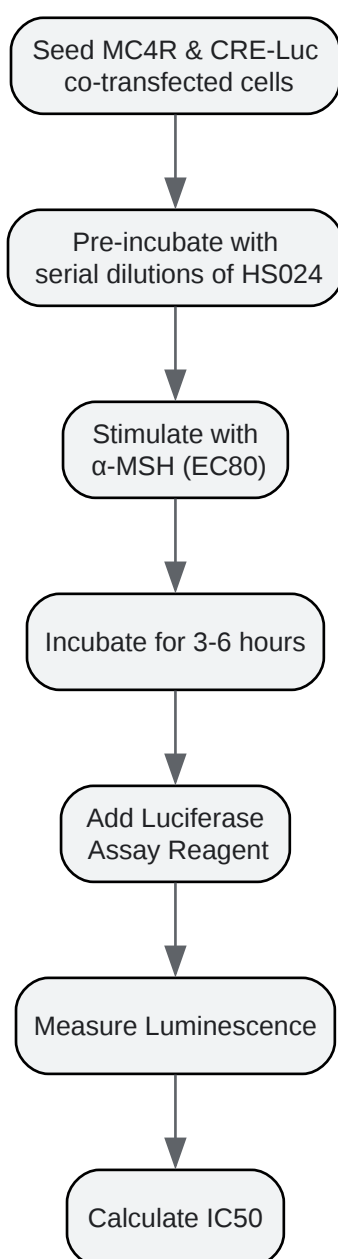 Seed MC4R & CRE-Luc
co-transfected cells
Pre-incubate with
serial dilutions of HS024
Stimulate with
α-MSH (EC80)
Incubate for 3-6 hours
Add Luciferase
Assay Reagent
Measure Luminescence
Calculate IC50